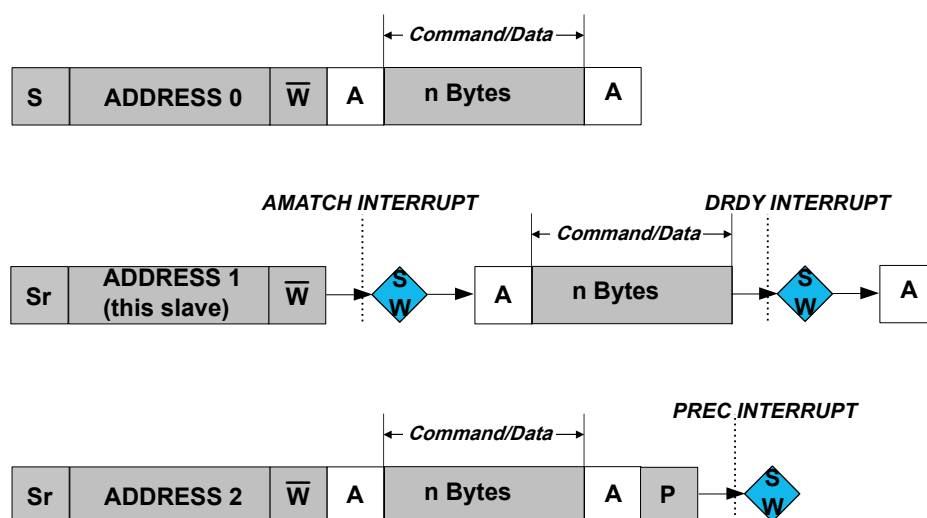 Command/Data
S ADDRESS 0 W̅ A n Bytes A
AMATCH INTERRUPT DRDY INTERRUPT
Command/Data
Sr ADDRESS 1 (this slave) W̅ S W A n Bytes S W A
PREC INTERRUPT
Command/Data
Sr ADDRESS 2 W̅ A n Bytes A P S W